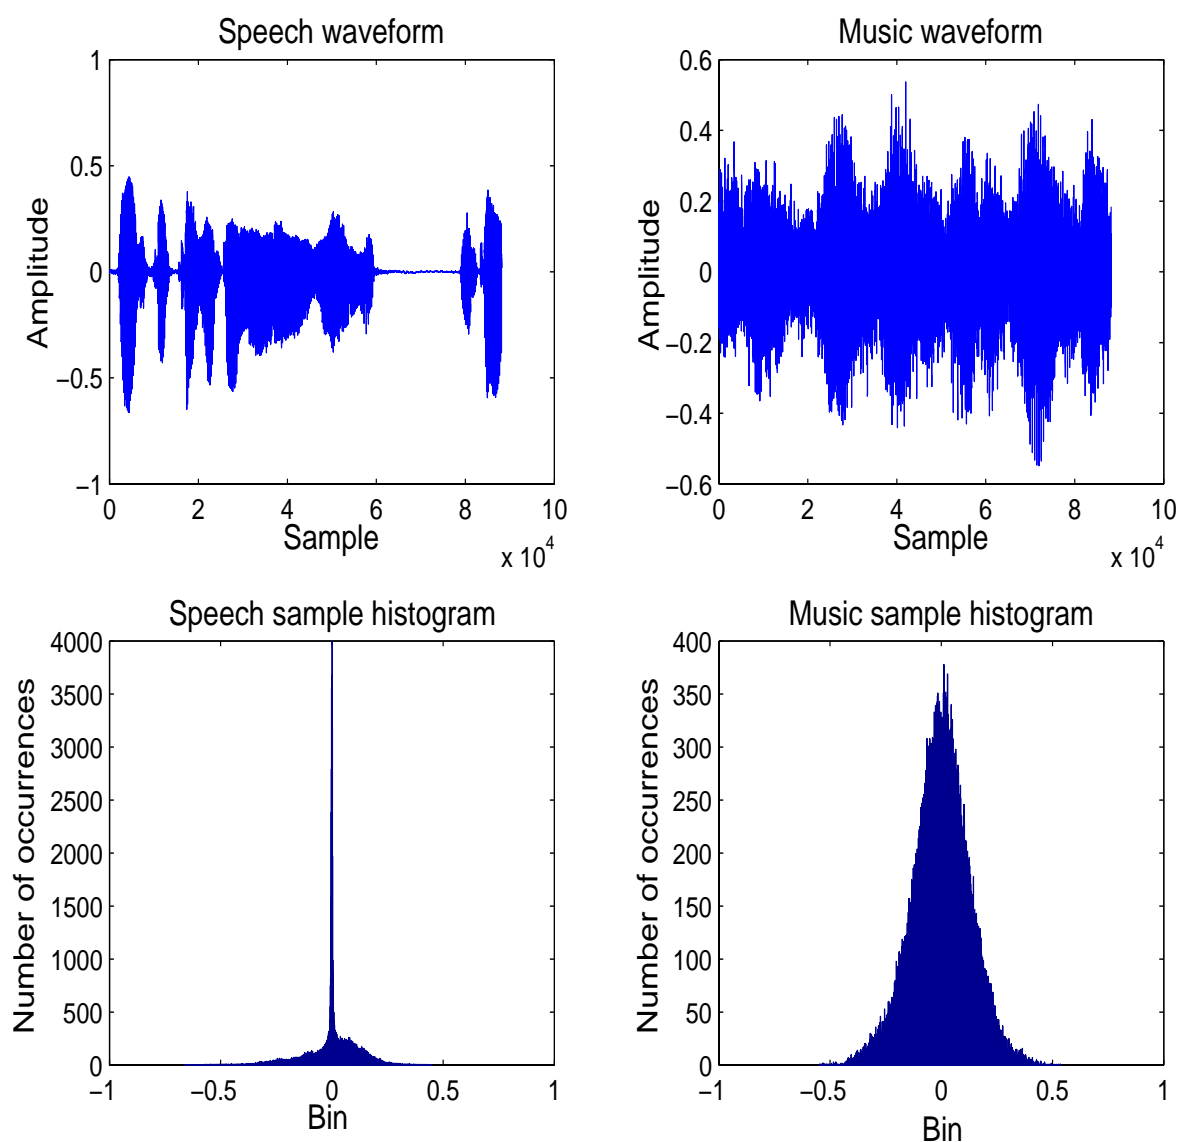 Speech waveform
1
0.5
0
−0.5
−1
Amplitude
0 2 4 6 8 10
Sample
x 10^4
Music waveform
0.6
0.4
0.2
0
−0.2
−0.4
−0.6
Amplitude
0 2 4 6 8 10
Sample
x 10^4
Speech sample histogram
4000
3500
3000
2500
2000
1500
1000
500
0
Number of occurrences
−1 −0.5 0 0.5 1
Bin
Music sample histogram
400
350
300
250
200
150
100
50
0
Number of occurrences
−1 −0.5 0 0.5 1
Bin